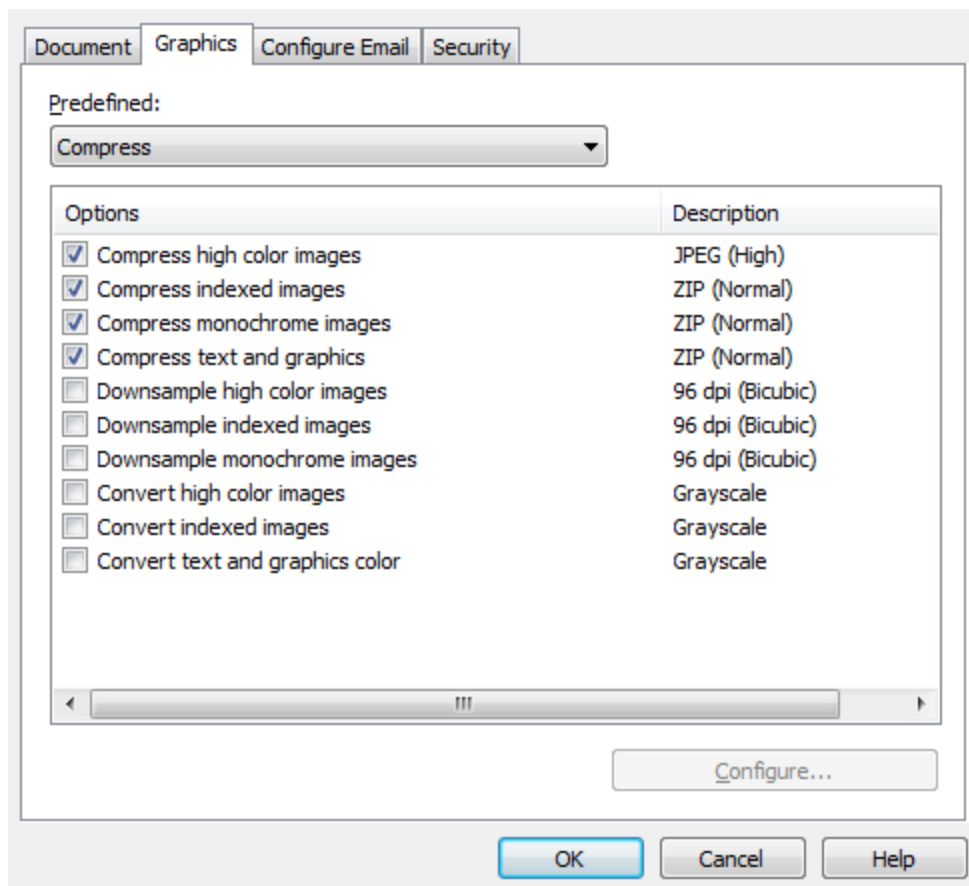 Document Graphics Configure Email Security
Predefined:
Compress
Options Description
Compress high color images JPEG (High)
Compress indexed images ZIP (Normal)
Compress monochrome images ZIP (Normal)
Compress text and graphics ZIP (Normal)
Downsample high color images 96 dpi (Bicubic)
Downsample indexed images 96 dpi (Bicubic)
Downsample monochrome images 96 dpi (Bicubic)
Convert high color images Grayscale
Convert indexed images Grayscale
Convert text and graphics color Grayscale
Configure...
OK Cancel Help